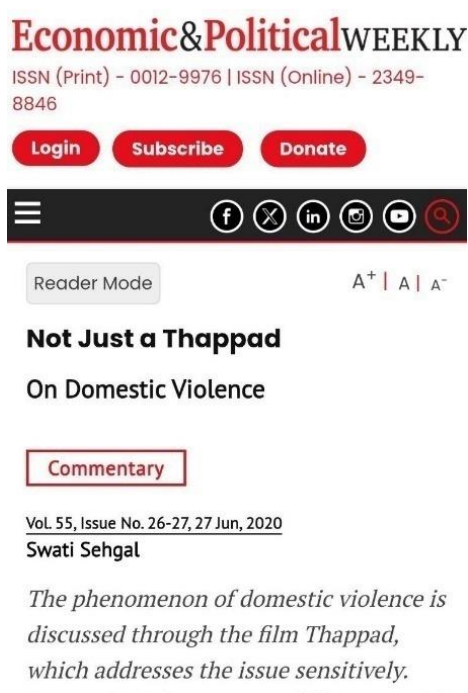 Economic&PoliticalWEEKLY
ISSN (Print) - 0012-9976 | ISSN (Online) - 2349-
8846
Login Subscribe Donate
Reader Mode A+ | A | A-
Not Just a Thappad
On Domestic Violence
Commentary
Vol. 55, Issue No. 26-27, 27 Jun, 2020
Swati Sehgal
The phenomenon of domestic violence is
discussed through the film Thappad,
which addresses the issue sensitively.